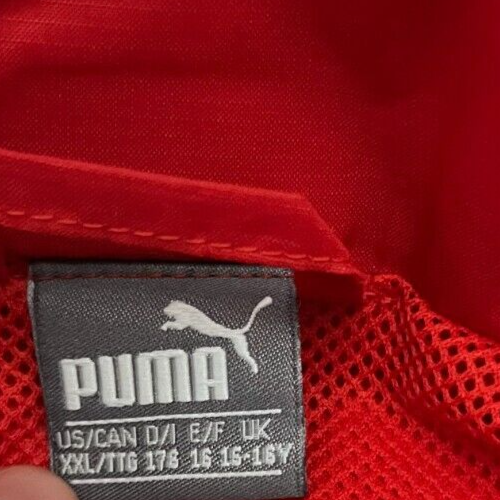 PUMA
US/CAN D/I E/F UK
XXL/TTG 176 16 15-16Y